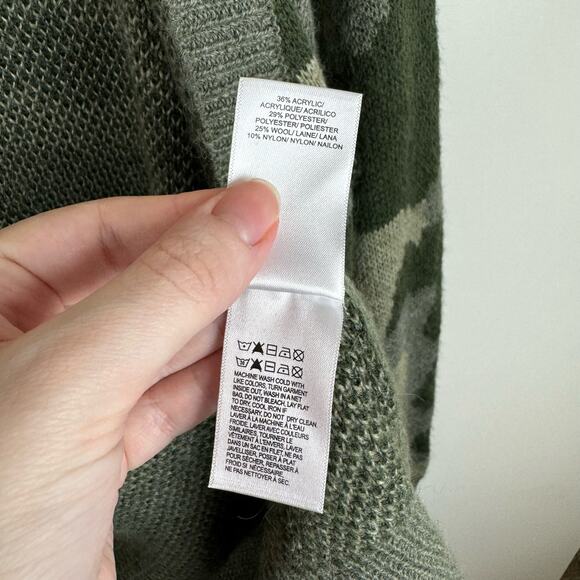 36% ACRYLIC/
ACRYLIQUE/ ACRILICO
29% POLYESTER/
POLYESTER/ POLIÉSTER
25% WOOL/ LAINE/ LANA
10% NYLON/ NYLON/ NAILON
MACHINE WASH COLD WITH
LIKE COLORS, TURN GARMENT
INSIDE OUT, WASH IN A NET
BAG, DO NOT BLEACH. LAY FLAT
TO DRY, COOL IRON IF
NECESSARY, DO NOT DRY CLEAN.
LAVER À LA MACHINE À L'EAU
FROIDE, LAVER AVEC COULEURS
SIMILAIRES, TOURNER LE
VÊTEMENT À L'ENVERS, LAVER
DANS UN SAC EN FILET, NE PAS
JAVELLISER, POSER À PLAT
POUR SÉCHER, REPASSER À
FROID SI NÉCESSAIRE,
NE PAS NETTOYER À SEC.